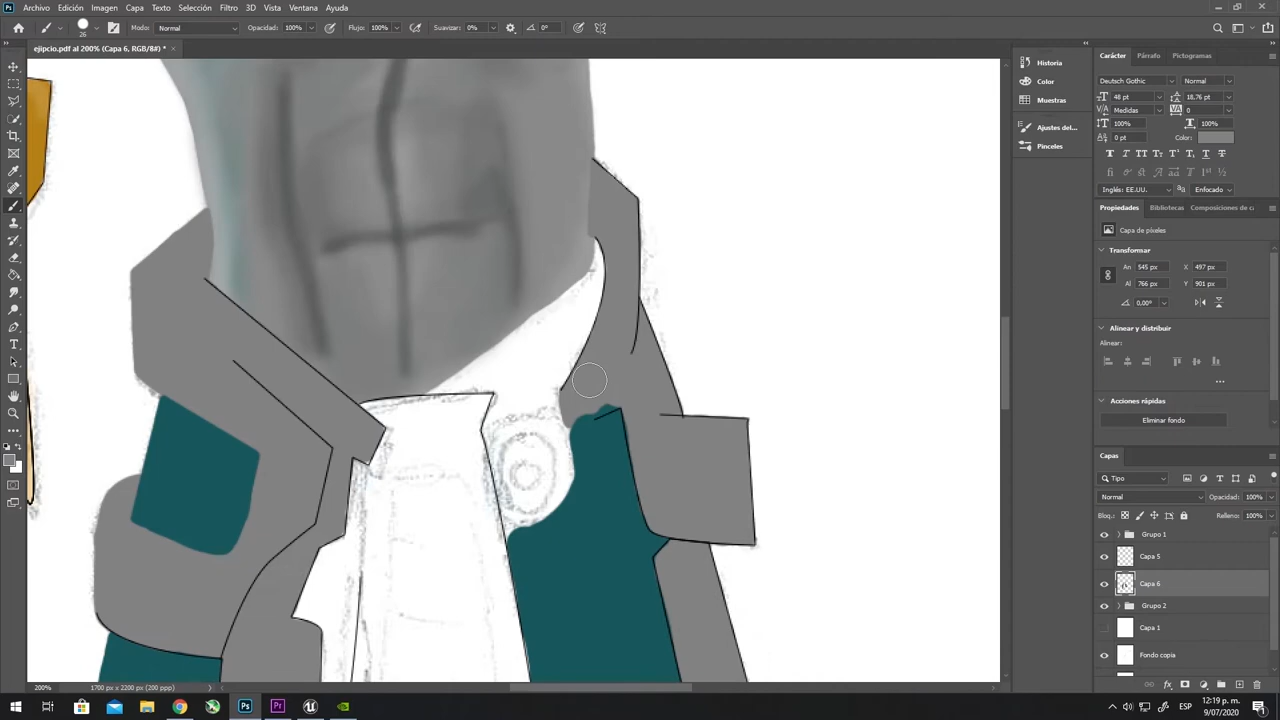 Archivo Edición Imagen Capa Texto Selección Filtro 3D Vista Ventana Ayuda
26 Modo: Normal Opacidad: 100% Flujo: 100% Suavizar: 0% 0°
ejipcio.pdf al 200% (Capa 6, RGB/8#) *
Historia
Color
Muestras
Ajustes del...
Pinceles
Carácter Párrafo Pictogramas
Deutsch Gothic Normal
48 pt 18,76 pt
Medidas 0
100% 100%
0 pt Color:
Inglés: EE.UU. Enfocado
Propiedades Bibliotecas Composiciones de ca
Capa de píxeles
Transformar
An 545 px X 497 px
Al 766 px Y 901 px
0,00°
Alinear y distribuir
Alinear:
Acciones rápidas
Eliminar fondo
Capas
Tipo
Normal Opacidad: 100%
Bloq.: Relleno: 100%
Grupo 1
Capa 5
Capa 6
Grupo 2
Capa 1
Fondo copia
200% 1700 px x 2200 px (200 ppp)
ESP 12:19 p. m.
9/07/2020